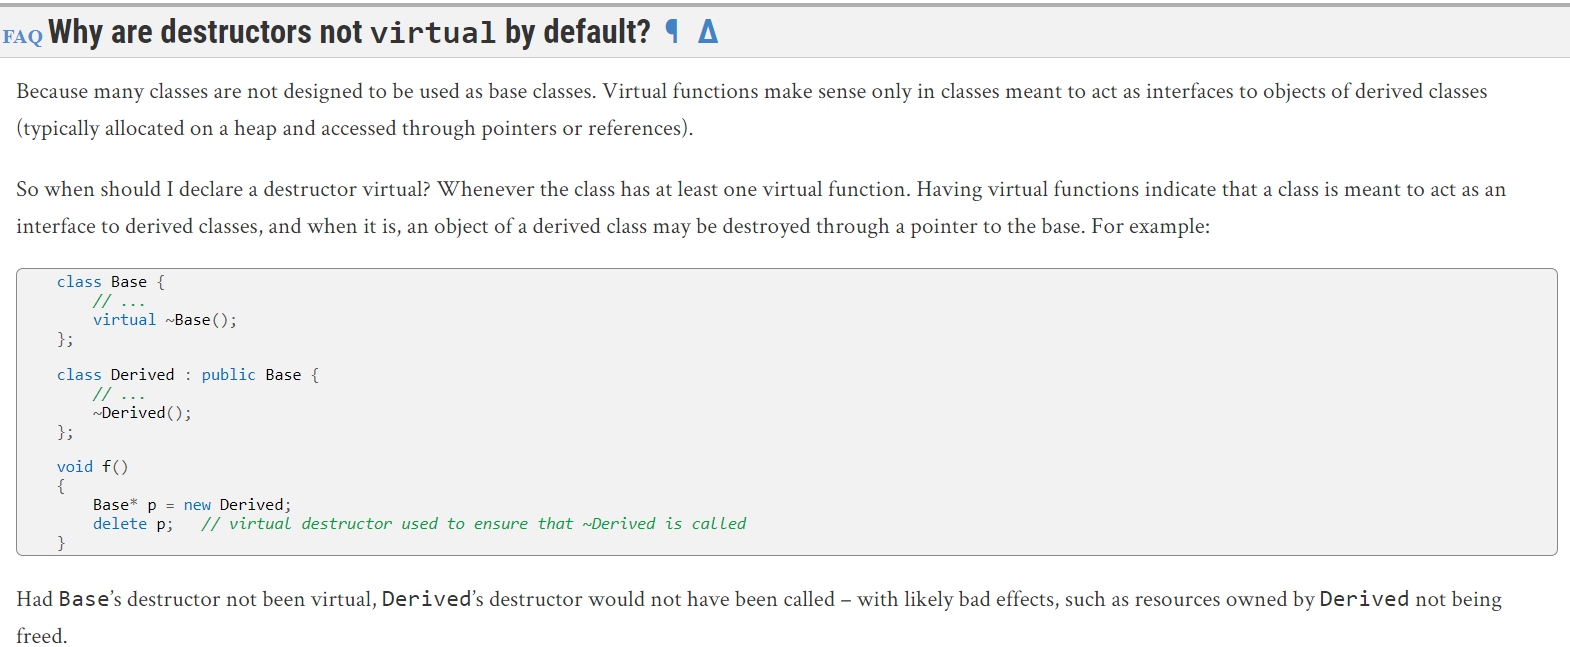 FAQ Why are destructors not virtual by default? ¶ Δ
Because many classes are not designed to be used as base classes. Virtual functions make sense only in classes meant to act as interfaces to objects of derived classes
(typically allocated on a heap and accessed through pointers or references).
So when should I declare a destructor virtual? Whenever the class has at least one virtual function. Having virtual functions indicate that a class is meant to act as an
interface to derived classes, and when it is, an object of a derived class may be destroyed through a pointer to the base. For example:
class Base {
    // ...
    virtual ~Base();
};
class Derived : public Base {
    // ...
    ~Derived();
};
void f()
{
    Base* p = new Derived;
    delete p;   // virtual destructor used to ensure that ~Derived is called
}
Had Base’s destructor not been virtual, Derived’s destructor would not have been called – with likely bad effects, such as resources owned by Derived not being
freed.